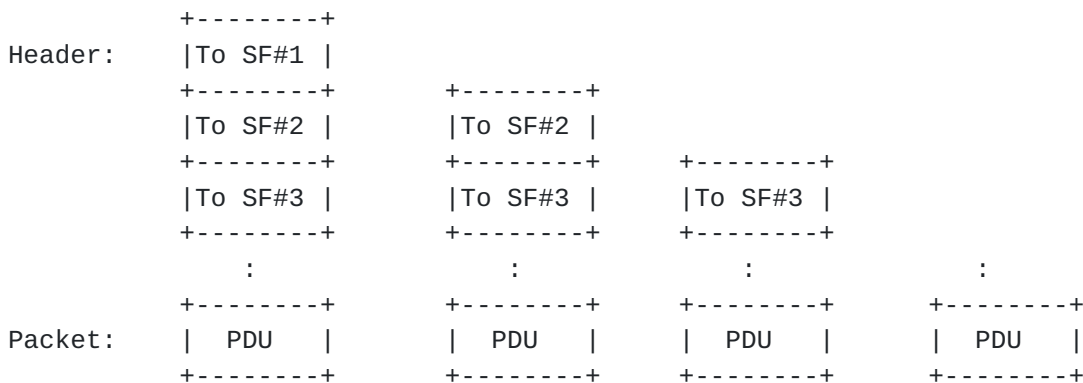 +--------+
Header:     |To SF#1 |
            +--------+       +--------+
            |To SF#2 |       |To SF#2 |
            +--------+       +--------+     +--------+
            |To SF#3 |       |To SF#3 |     |To SF#3 |
            +--------+       +--------+     +--------+
                :                :              :              :
            +--------+       +--------+     +--------+     +--------+
Packet:     |  PDU   |       |  PDU   |     |  PDU   |     |  PDU   |
            +--------+       +--------+     +--------+     +--------+